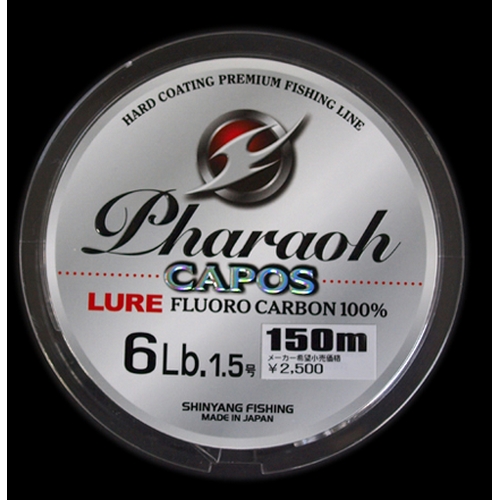 HARD COATING PREMIUM FISHING LINE
Pharaoh
CAPOS
LURE FLUORO CARBON 100%
6Lb.1.5号
150m
メーカー希望小売価格
¥2,500
SHINYANG FISHING
MADE IN JAPAN